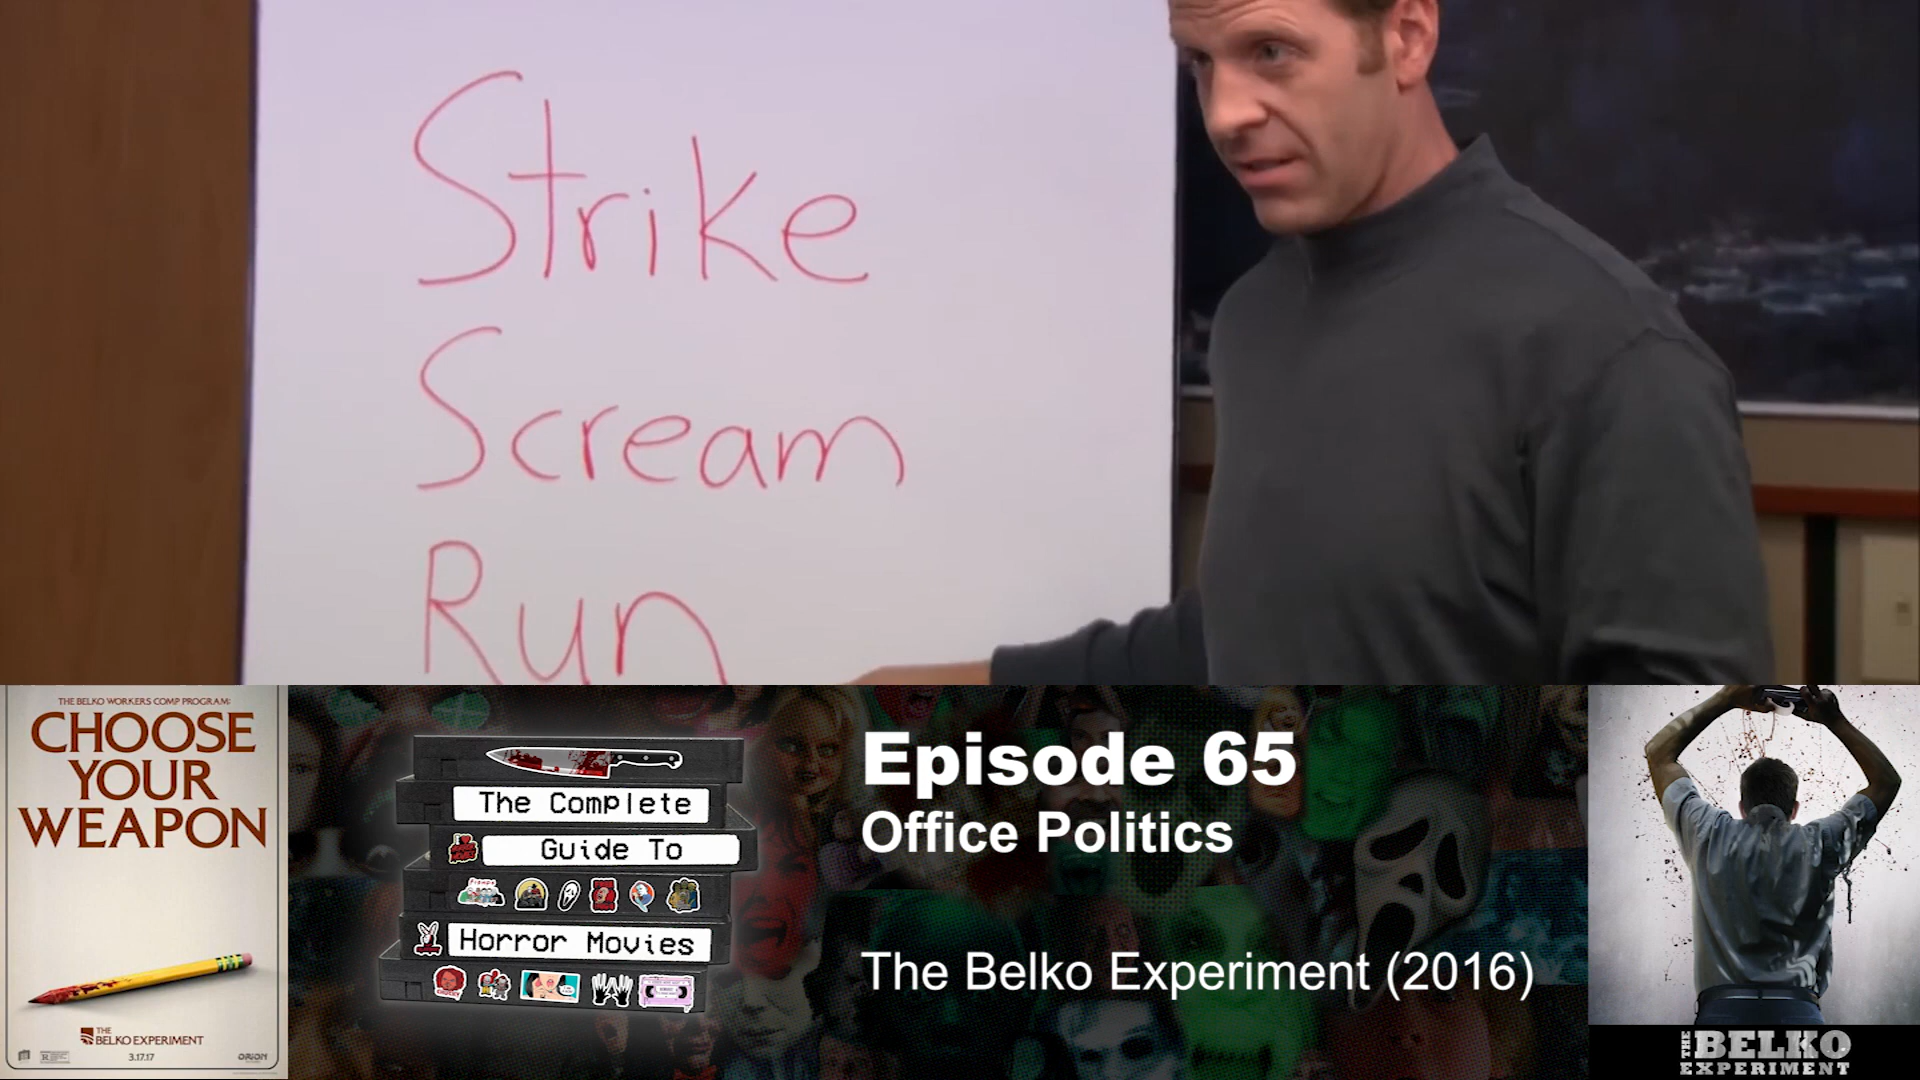 Strike
Scream
Run
THE BELKO WORKERS COMP PROGRAM:
CHOOSE
YOUR
WEAPON
THE
BELKO EXPERIMENT
3.17.17
ORION
The Complete
Guide To
Horror Movies
Episode 65
Office Politics
The Belko Experiment (2016)
THE BELKO
EXPERIMENT